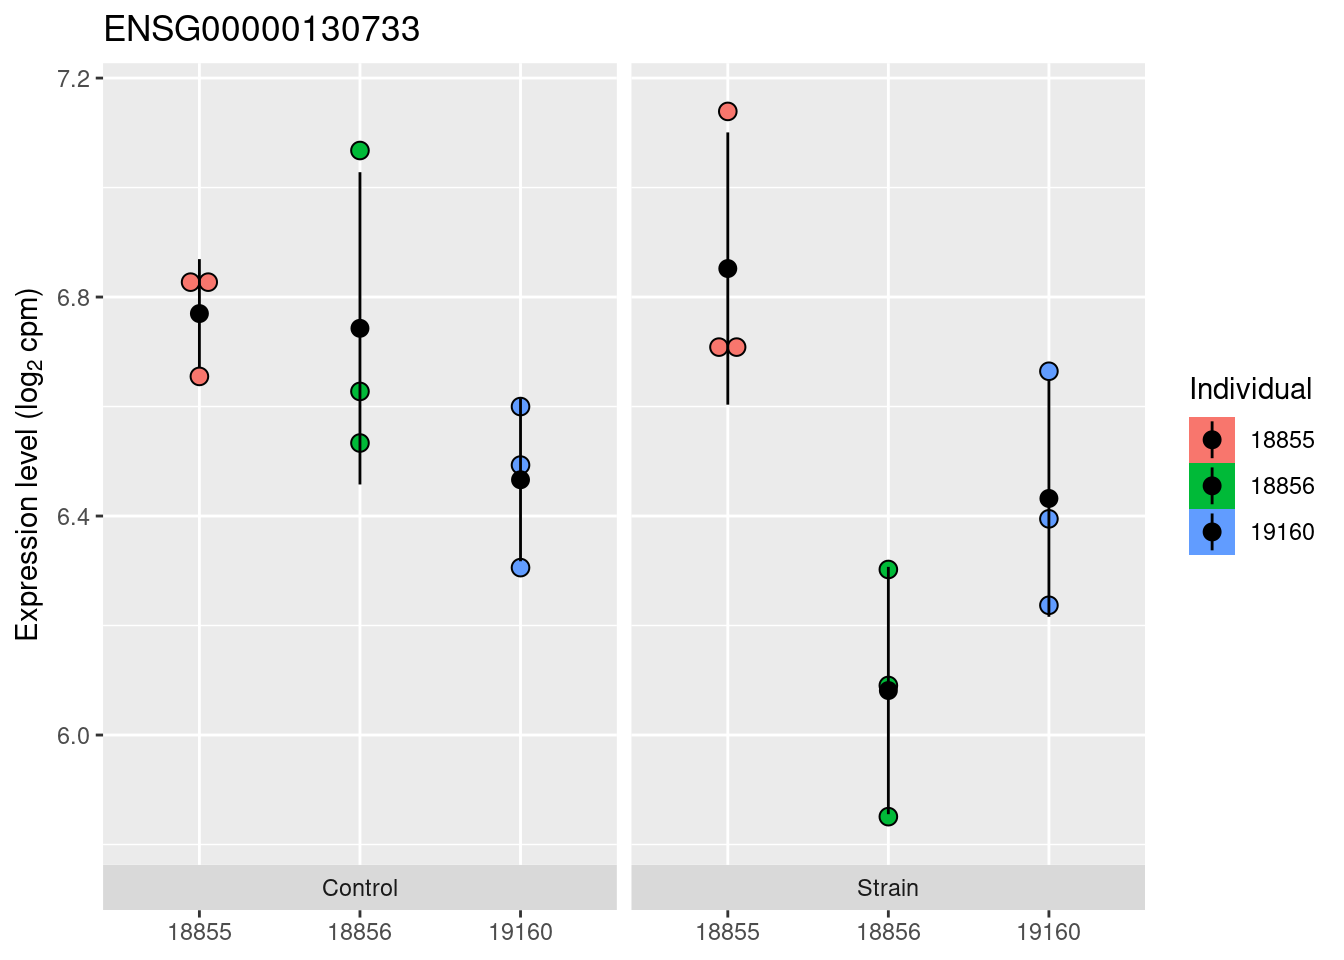 ENSG00000130733
Expression level (log₂ cpm)
7.2
6.8
6.4
6.0
Control
Strain
18855
18856
19160
18855
18856
19160
Individual
18855
18856
19160